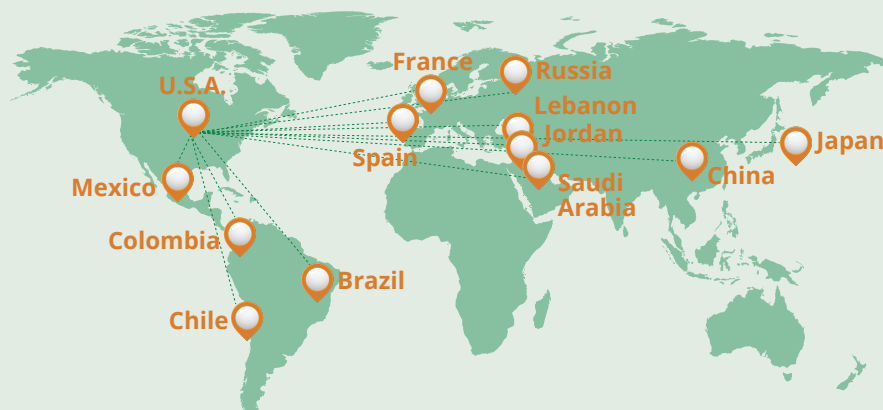 France
Russia
U.S.A.
Lebanon
Jordan
Japan
Spain
China
Mexico
Saudi
Arabia
Colombia
Brazil
Chile